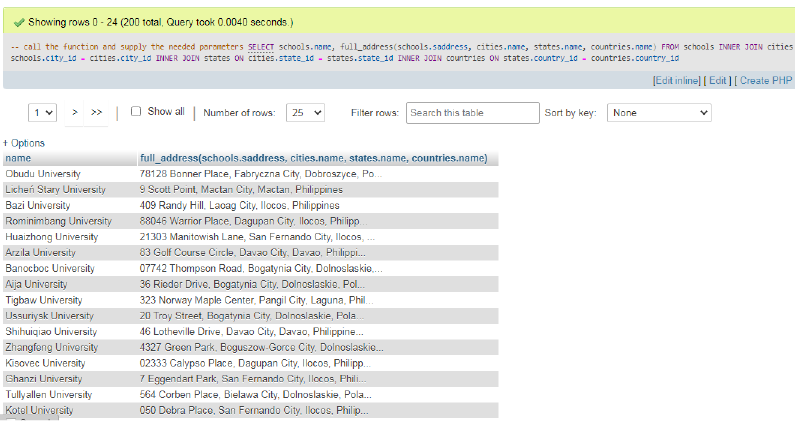 Showing rows 0 - 24 (200 total, Query took 0.0040 seconds.)
-- call the function and supply the needed parameters SELECT schools.name, full_address(schools.saddress, cities.name, states.name, countries.name) FROM schools INNER JOIN cities
schools.city_id = cities.city_id INNER JOIN states ON cities.state_id = states.state_id INNER JOIN countries ON states.country_id = countries.country_id
[Edit inline] [ Edit ] [ Create PHP
1 > >> Show all Number of rows: 25 Filter rows: Search this table Sort by key: None
+ Options
name full_address(schools.saddress, cities.name, states.name, countries.name)
Obudu University 78128 Bonner Place, Fabryczna City, Dobroszyce, Po...
Licheń Stary University 9 Scott Point, Mactan City, Mactan, Philippines
Bazi University 409 Randy Hill, Laoag City, Ilocos, Philippines
Rominimbang University 88046 Warrior Place, Dagupan City, Ilocos, Philipp...
Huaizhong University 21303 Manitowish Lane, San Fernando City, Ilocos, ...
Arzila University 83 Golf Course Circle, Davao City, Davao, Philippi...
Banocboc University 07742 Thompson Road, Bogatynia City, Dolnoslaskie,...
Aija University 36 Rieder Drive, Bogatynia City, Dolnoslaskie, Pol...
Tigbaw University 323 Norway Maple Center, Pangil City, Laguna, Phil...
Ussuriysk University 20 Troy Street, Bogatynia City, Dolnoslaskie, Pola...
Shihuiqiao University 46 Lotheville Drive, Davao City, Davao, Philippine...
Zhangfeng University 4327 Green Park, Boguszow-Gorce City, Dolnoslaskie...
Kisovec University 02333 Calypso Place, Dagupan City, Ilocos, Philipp...
Ghanzi University 7 Eggendart Park, San Fernando City, Ilocos, Phili...
Tullyallen University 564 Corben Place, Bielawa City, Dolnoslaskie, Pola...
Kotel University 050 Debra Place, San Fernando City, Ilocos, Philip...